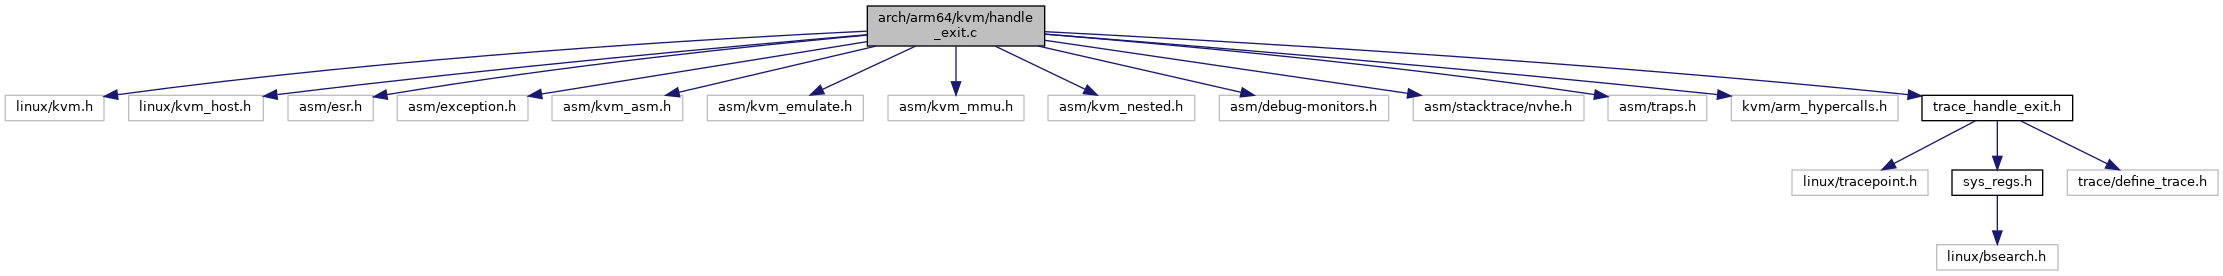 arch/arm64/kvm/handle
_exit.c
linux/kvm.h
linux/kvm_host.h
asm/esr.h
asm/exception.h
asm/kvm_asm.h
asm/kvm_emulate.h
asm/kvm_mmu.h
asm/kvm_nested.h
asm/debug-monitors.h
asm/stacktrace/nvhe.h
asm/traps.h
kvm/arm_hypercalls.h
trace_handle_exit.h
linux/tracepoint.h
sys_regs.h
trace/define_trace.h
linux/bsearch.h